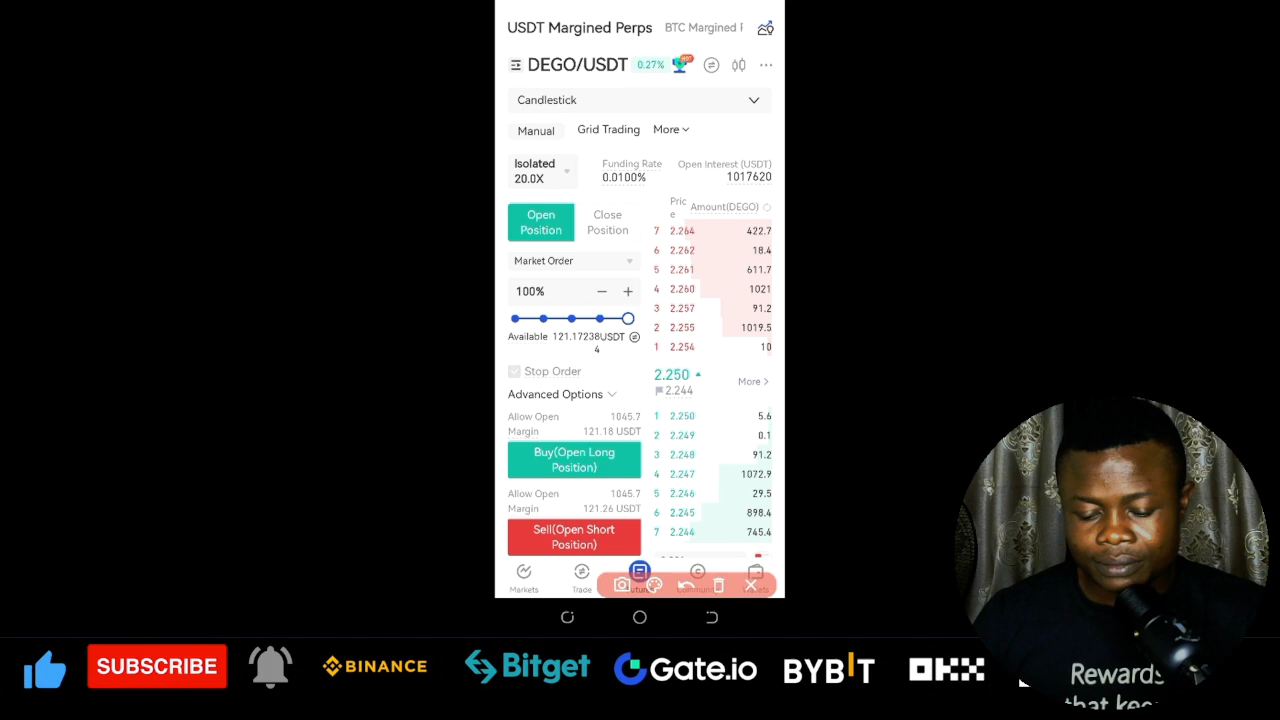 USDT Margined Perps BTC Margined
DEGO/USDT 0.27%
Candlestick
Manual Grid Trading More
Isolated
20.0X
Funding Rate
0.0100%
Open Interest (USDT)
1017620
Open
Position
Close
Position
Market Order
100%
Available 121.17238USDT
4
Stop Order
Advanced Options
Allow Open 1045.7
Margin 121.18 USDT
Buy(Open Long
Position)
Allow Open 1045.7
Margin 121.26 USDT
Sell(Open Short
Position)
Pric
e
Amount(DEGO)
7 2.264 422.7
6 2.262 18.4
5 2.261 611.7
4 2.260 1021
3 2.257 91.2
2 2.255 1019.5
1 2.254 10
2.250
2.244
More
1 2.250 5.6
2 2.249 0.1
3 2.248 91.2
4 2.247 1072.9
5 2.246 29.5
6 2.245 898.4
7 2.244 745.4
Markets Trade
SUBSCRIBE BINANCE Bitget Gate.io BYBIT OKX
Rewards
that kee